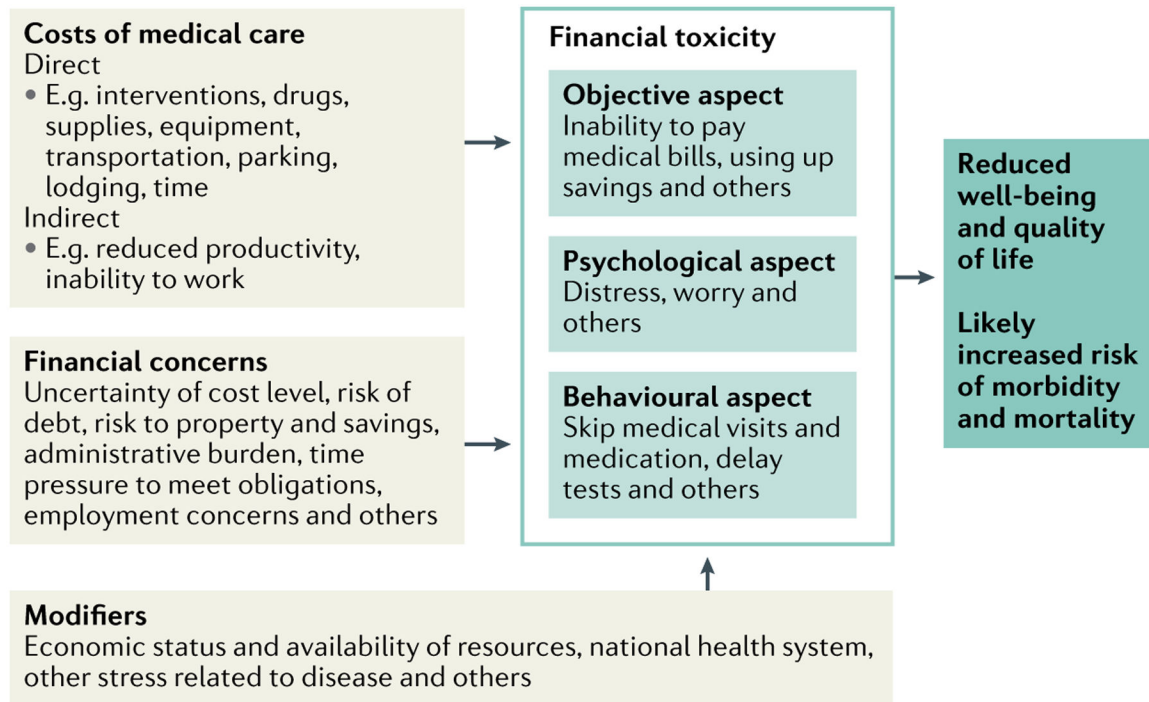 Costs of medical care
Direct
• E.g. interventions, drugs,
supplies, equipment,
transportation, parking,
lodging, time
Indirect
• E.g. reduced productivity,
inability to work
Financial concerns
Uncertainty of cost level, risk of
debt, risk to property and savings,
administrative burden, time
pressure to meet obligations,
employment concerns and others
Financial toxicity
Objective aspect
Inability to pay
medical bills, using up
savings and others
Psychological aspect
Distress, worry and
others
Behavioural aspect
Skip medical visits and
medication, delay
tests and others
Reduced
well-being
and quality
of life
Likely
increased risk
of morbidity
and mortality
Modifiers
Economic status and availability of resources, national health system,
other stress related to disease and others